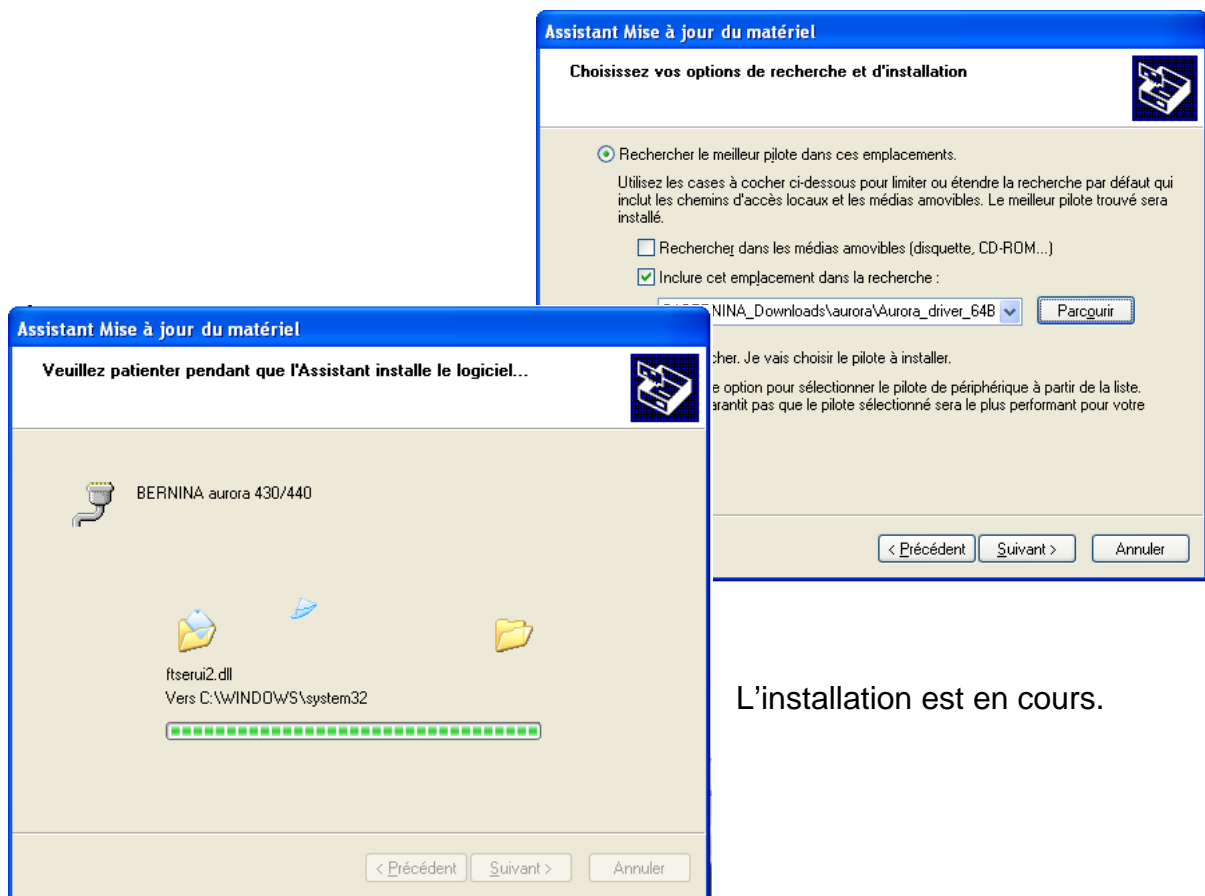 Assistant Mise à jour du matériel
Choisissez vos options de recherche et d'installation
Rechercher le meilleur pilote dans ces emplacements.
Utilisez les cases à cocher ci-dessous pour limiter ou étendre la recherche par défaut qui
inclut les chemins d'accès locaux et les médias amovibles. Le meilleur pilote trouvé sera
installé.
Rechercher dans les médias amovibles (disquette, CD-ROM...)
Inclure cet emplacement dans la recherche :
NINA_Downloads\aurora\Aurora_driver_64B
Parcourir
cher. Je vais choisir le pilote à installer.
e option pour sélectionner le pilote de périphérique à partir de la liste.
arantit pas que le pilote sélectionné sera le plus performant pour votre
< Précédent
Suivant >
Annuler
Assistant Mise à jour du matériel
Veuillez patienter pendant que l'Assistant installe le logiciel...
BERNINA aurora 430/440
ftserui2.dll
Vers C:\WINDOWS\system32
< Précédent
Suivant >
Annuler
L'installation est en cours.